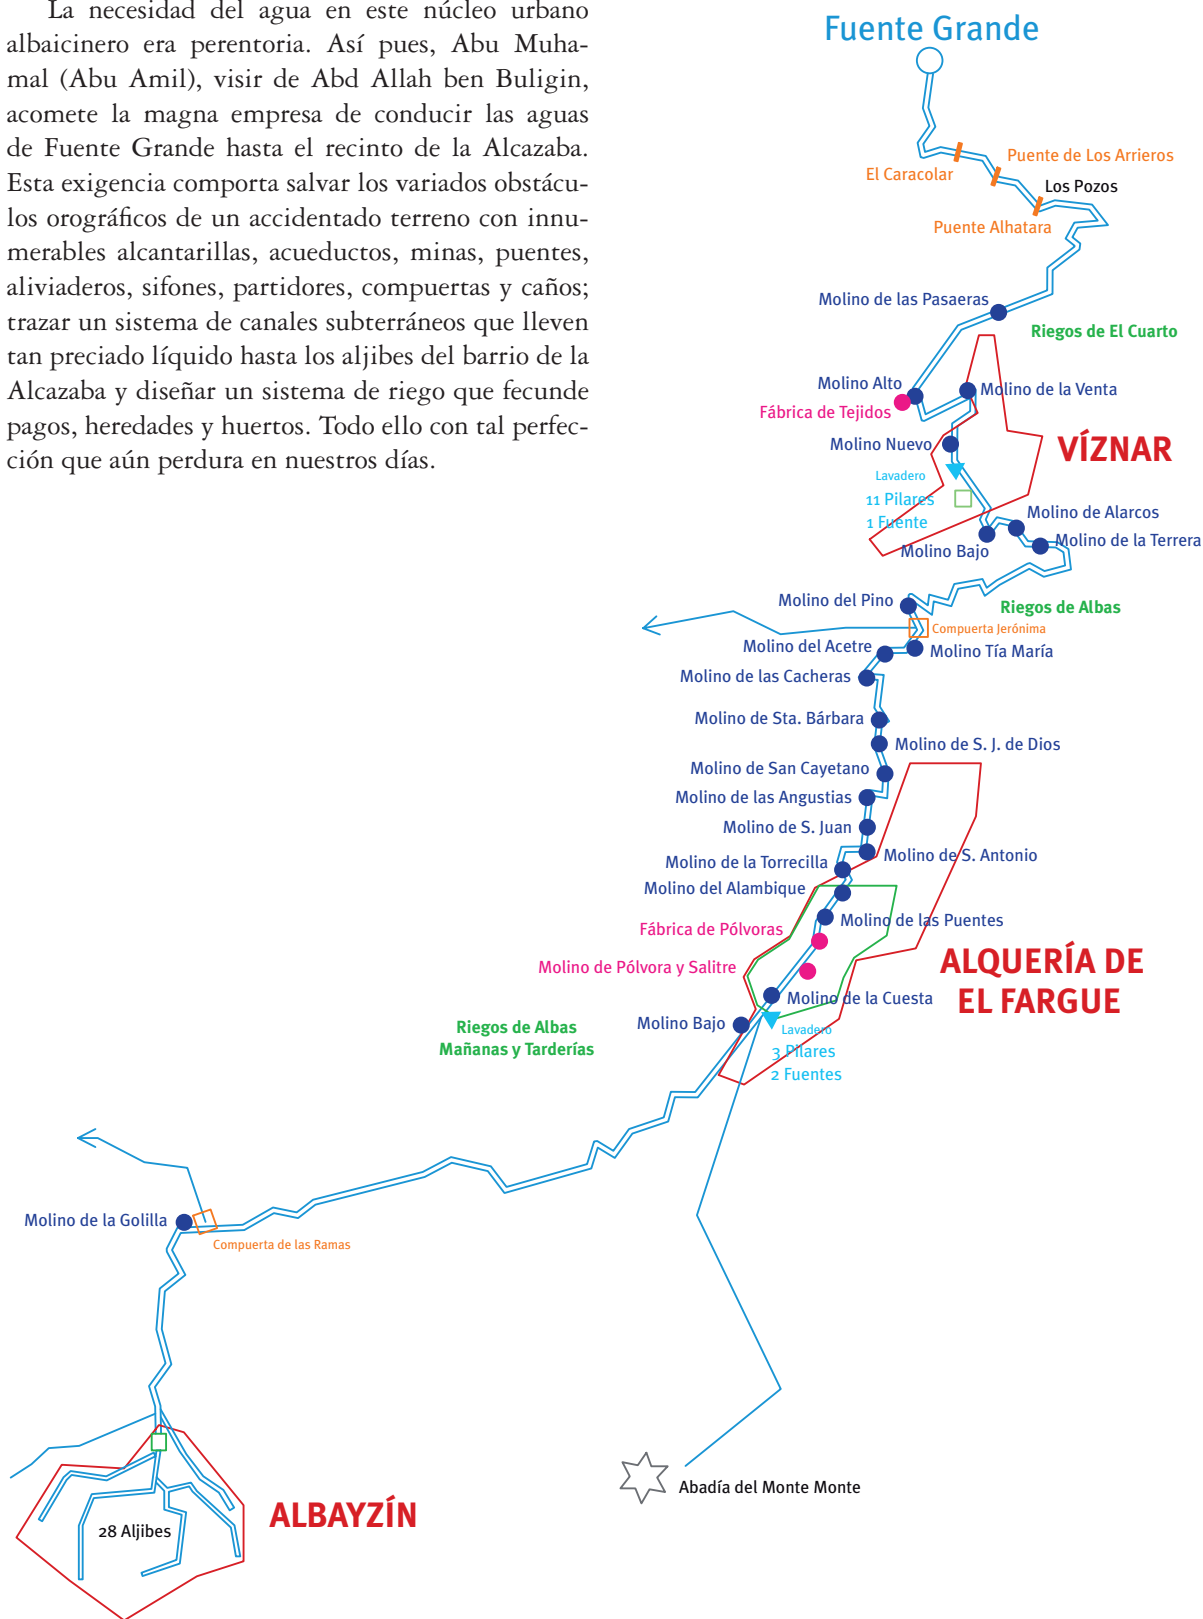 La necesidad del agua en este núcleo urbano
albaicinero era perentoria. Así pues, Abu Muha-
mal (Abu Amil), visir de Abd Allah ben Buligin,
acomete la magna empresa de conducir las aguas
de Fuente Grande hasta el recinto de la Alcazaba.
Esta exigencia comporta salvar los variados obstácu-
los orográficos de un accidentado terreno con innu-
merables alcantarillas, acueductos, minas, puentes,
aliviaderos, sifones, partidores, compuertas y caños;
trazar un sistema de canales subterráneos que lleven
tan preciado líquido hasta los aljibes del barrio de la
Alcazaba y diseñar un sistema de riego que fecunde
pagos, heredades y huertos. Todo ello con tal perfec-
ción que aún perdura en nuestros días.
Fuente Grande
Puente de Los Arrieros
El Caracolar
Los Pozos
Puente Alhatara
Molino de las Pasaeras
Riegos de El Cuarto
Molino Alto
Molino de la Venta
Fábrica de Tejidos
Molino Nuevo
VÍZNAR
Lavadero
11 Pilares
1 Fuente
Molino de Alarcos
Molino de la Terrera
Molino Bajo
Molino del Pino
Riegos de Albas
Compuerta Jerónima
Molino del Acetre
Molino Tía María
Molino de las Cacheras
Molino de Sta. Bárbara
Molino de S. J. de Dios
Molino de San Cayetano
Molino de las Angustias
Molino de S. Juan
Molino de S. Antonio
Molino de la Torrecilla
Molino del Alambique
Molino de las Puentes
Fábrica de Pólvoras
Molino de Pólvora y Salitre
ALQUERÍA DE
EL FARGUE
Molino de la Cuesta
Molino Bajo
Riegos de Albas
Mañanas y Tarderías
Lavadero
3 Pilares
2 Fuentes
Molino de la Golilla
Compuerta de las Ramas
Abadía del Monte Monte
ALBAYZÍN
28 Aljibes